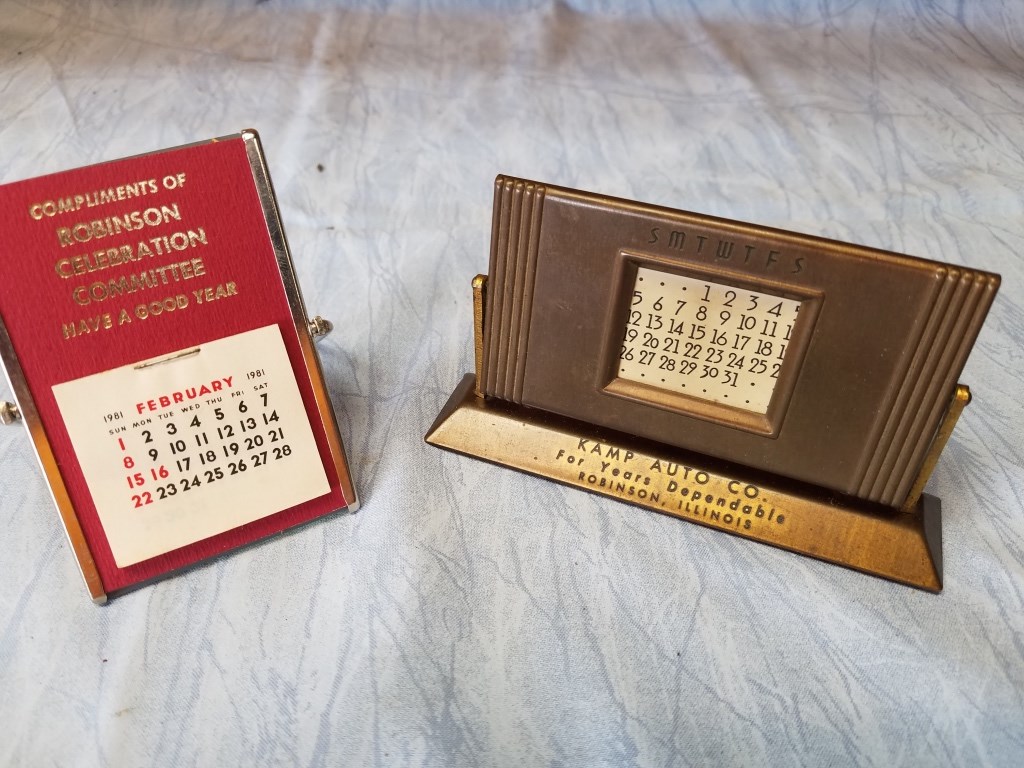 COMPLIMENTS OF
ROBINSON
CELEBRATION
COMMITTEE
HAVE A GOOD YEAR
1981 FEBRUARY 1981
SUN MON TUE WED THU FRI SAT
1 2 3 4 5 6 7
8 9 10 11 12 13 14
15 16 17 18 19 20 21
22 23 24 25 26 27 28
S M T W T F S
1 2 3 4
5 6 7 8 9 10 11 1
12 13 14 15 16 17 18 1
19 20 21 22 23 24 25 2
26 27 28 29 30 31
KAMP AUTO CO.
For Years Dependable
ROBINSON, ILLINOIS